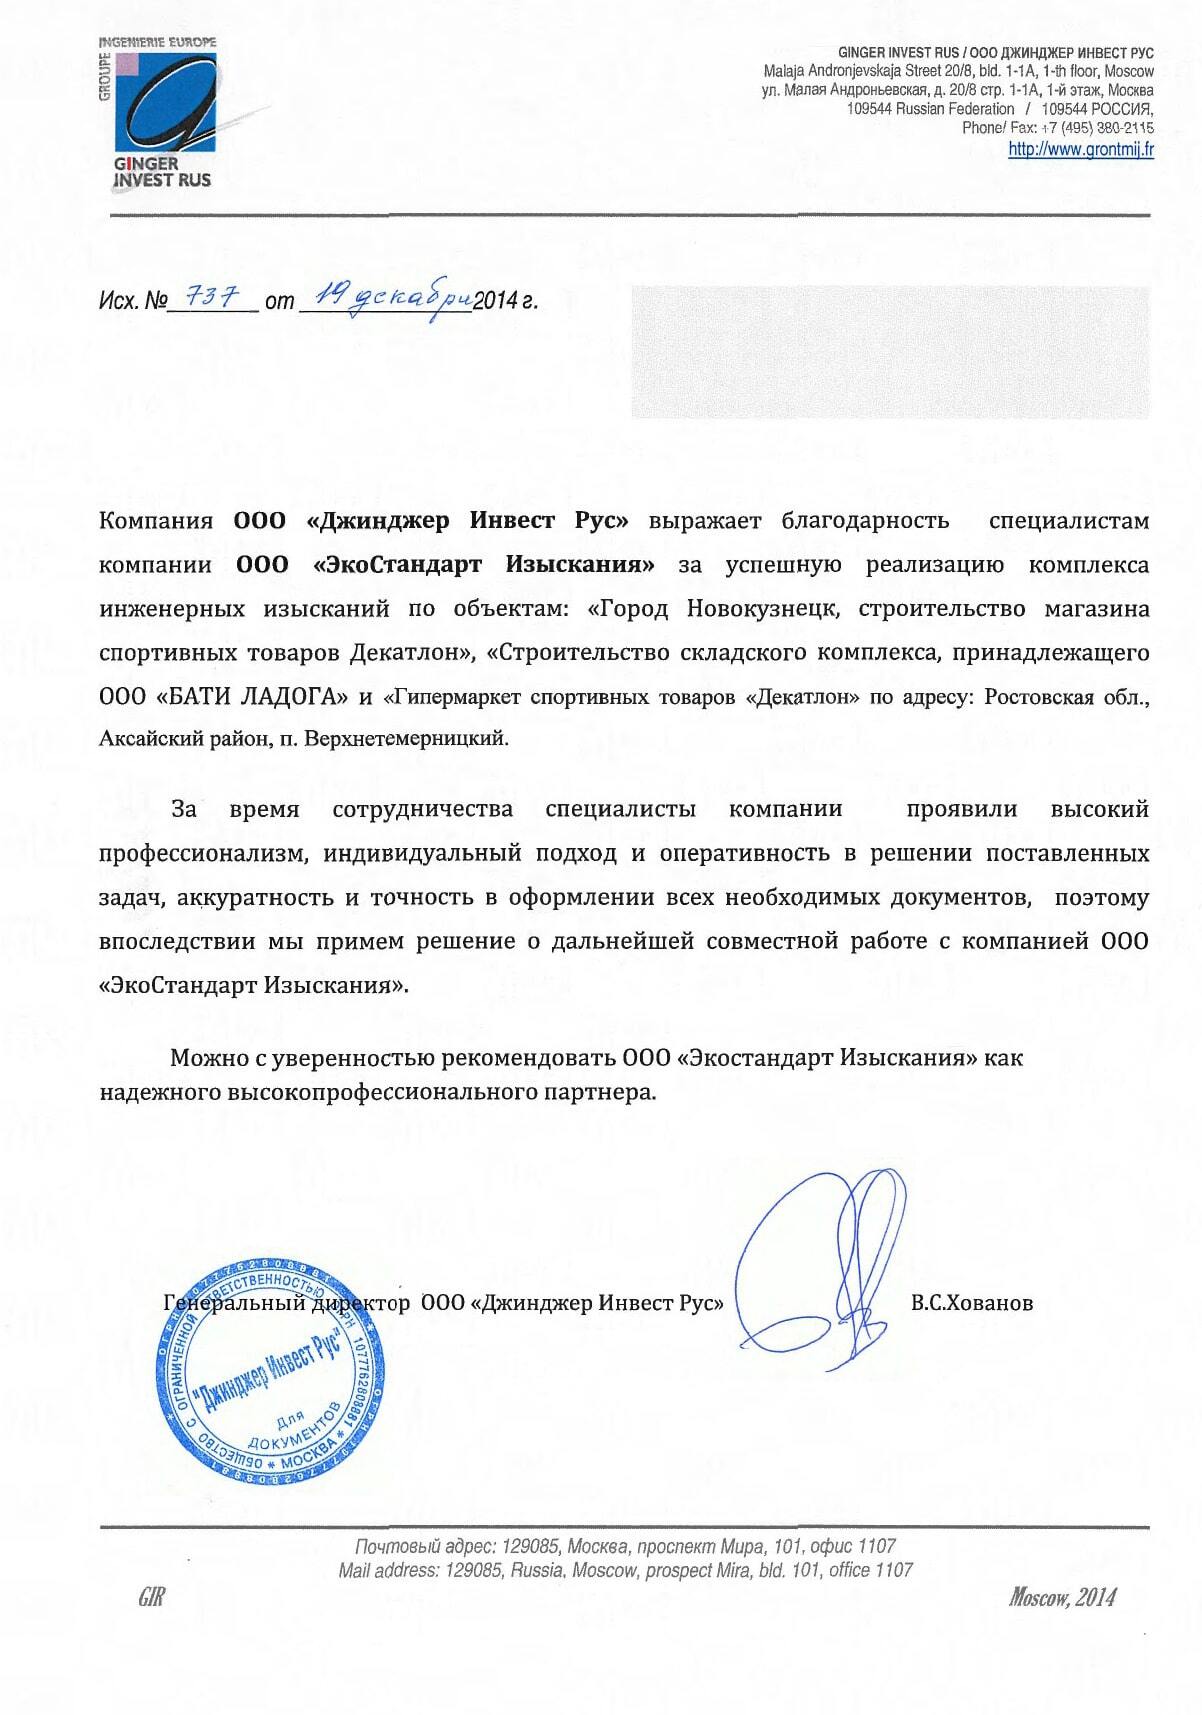 INGENIERIE EUROPE
GROUPE
GINGER
INVEST RUS
GINGER INVEST RUS / ООО ДЖИНДЖЕР ИНВЕСТ РУС
Malaja Andronjevskaja Street 20/8, bld. 1-1A, 1-th floor, Moscow
ул. Малая Андроньевская, д. 20/8 стр. 1-1А, 1-й этаж, Москва
109544 Russian Federation / 109544 РОССИЯ,
Phone/ Fax: +7 (495) 380-2115
http://www.grontmij.fr
Исх. № 737 от 19 декабри 2014 г.
Компания ООО «Джинджер Инвест Рус» выражает благодарность специалистам
компании ООО «ЭкоСтандарт Изыскания» за успешную реализацию комплекса
инженерных изысканий по объектам: «Город Новокузнецк, строительство магазина
спортивных товаров Декатлон», «Строительство складского комплекса, принадлежащего
ООО «БАТИ ЛАДОГА» и «Гипермаркет спортивных товаров «Декатлон» по адресу: Ростовская обл.,
Аксайский район, п. Верхнетемерницкий.
За время сотрудничества специалисты компании проявили высокий
профессионализм, индивидуальный подход и оперативность в решении поставленных
задач, аккуратность и точность в оформлении всех необходимых документов, поэтому
впоследствии мы примем решение о дальнейшей совместной работе с компанией ООО
«ЭкоСтандарт Изыскания».
Можно с уверенностью рекомендовать ООО «Экостандарт Изыскания» как
надежного высокопрофессионального партнера.
Генеральный директор ООО «Джинджер Инвест Рус» В.С.Хованов
ОБЩЕСТВО С ОГРАНИЧЕННОЙ ОТВЕТСТВЕННОСТЬЮ ОГРН 1077762808881 * МОСКВА *
"Джинджер Инвест Рус"
Для
ДОКУМЕНТОВ
Почтовый адрес: 129085, Москва, проспект Мира, 101, офис 1107
Mail address: 129085, Russia, Moscow, prospect Mira, bld. 101, office 1107
GIR
Moscow, 2014